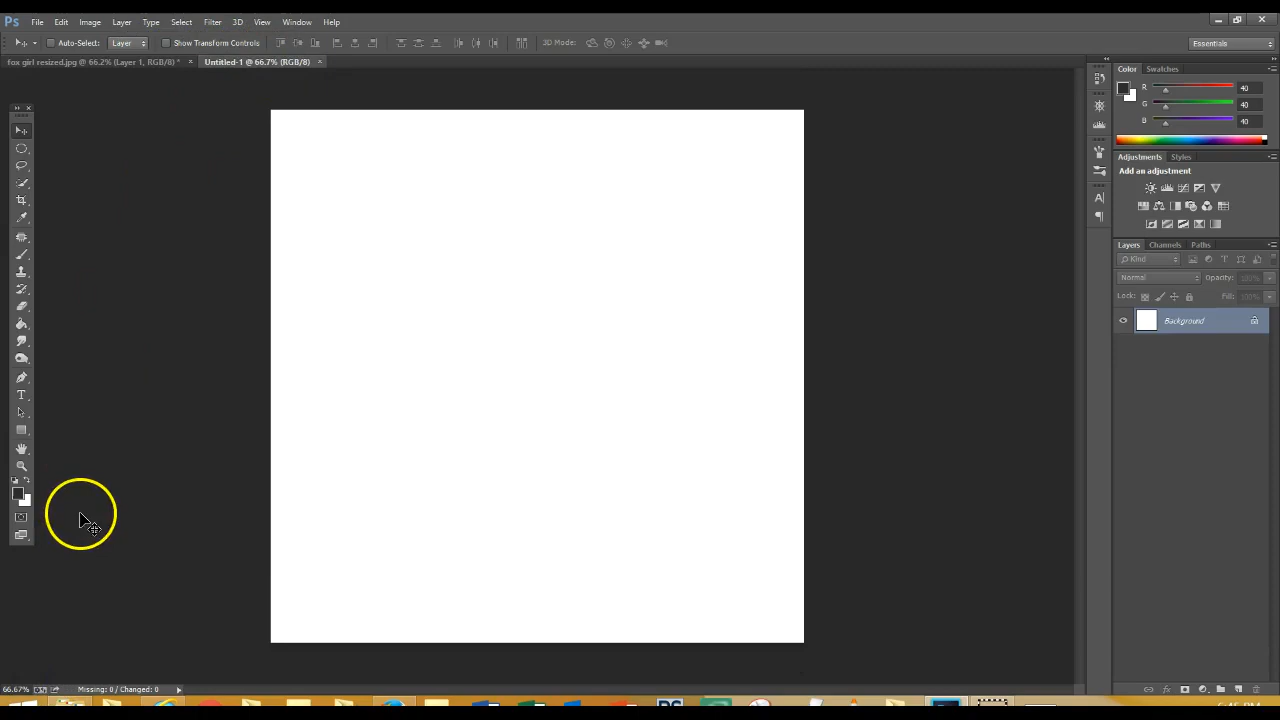 Ps File Edit Image Layer Type Select Filter 3D View Window Help
Auto-Select: Layer Show Transform Controls 3D Mode: Essentials
fox girl resized.jpg @ 66.2% (Layer 1, RGB/8) * × Untitled-1 @ 66.7% (RGB/8) ×
Color Swatches
R 40
G 40
B 40
Adjustments Styles
Add an adjustment
Layers Channels Paths
Kind
Normal Opacity: 100%
Lock: Fill: 100%
Background
66.67% Missing: 0 / Changed: 0